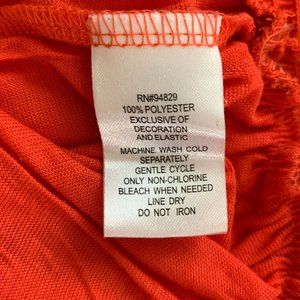 RN#94829
100% POLYESTER
EXCLUSIVE OF
DECORATION
AND ELASTIC
MACHINE WASH COLD
SEPARATELY
GENTLE CYCLE
ONLY NON-CHLORINE
BLEACH WHEN NEEDED
LINE DRY
DO NOT IRON